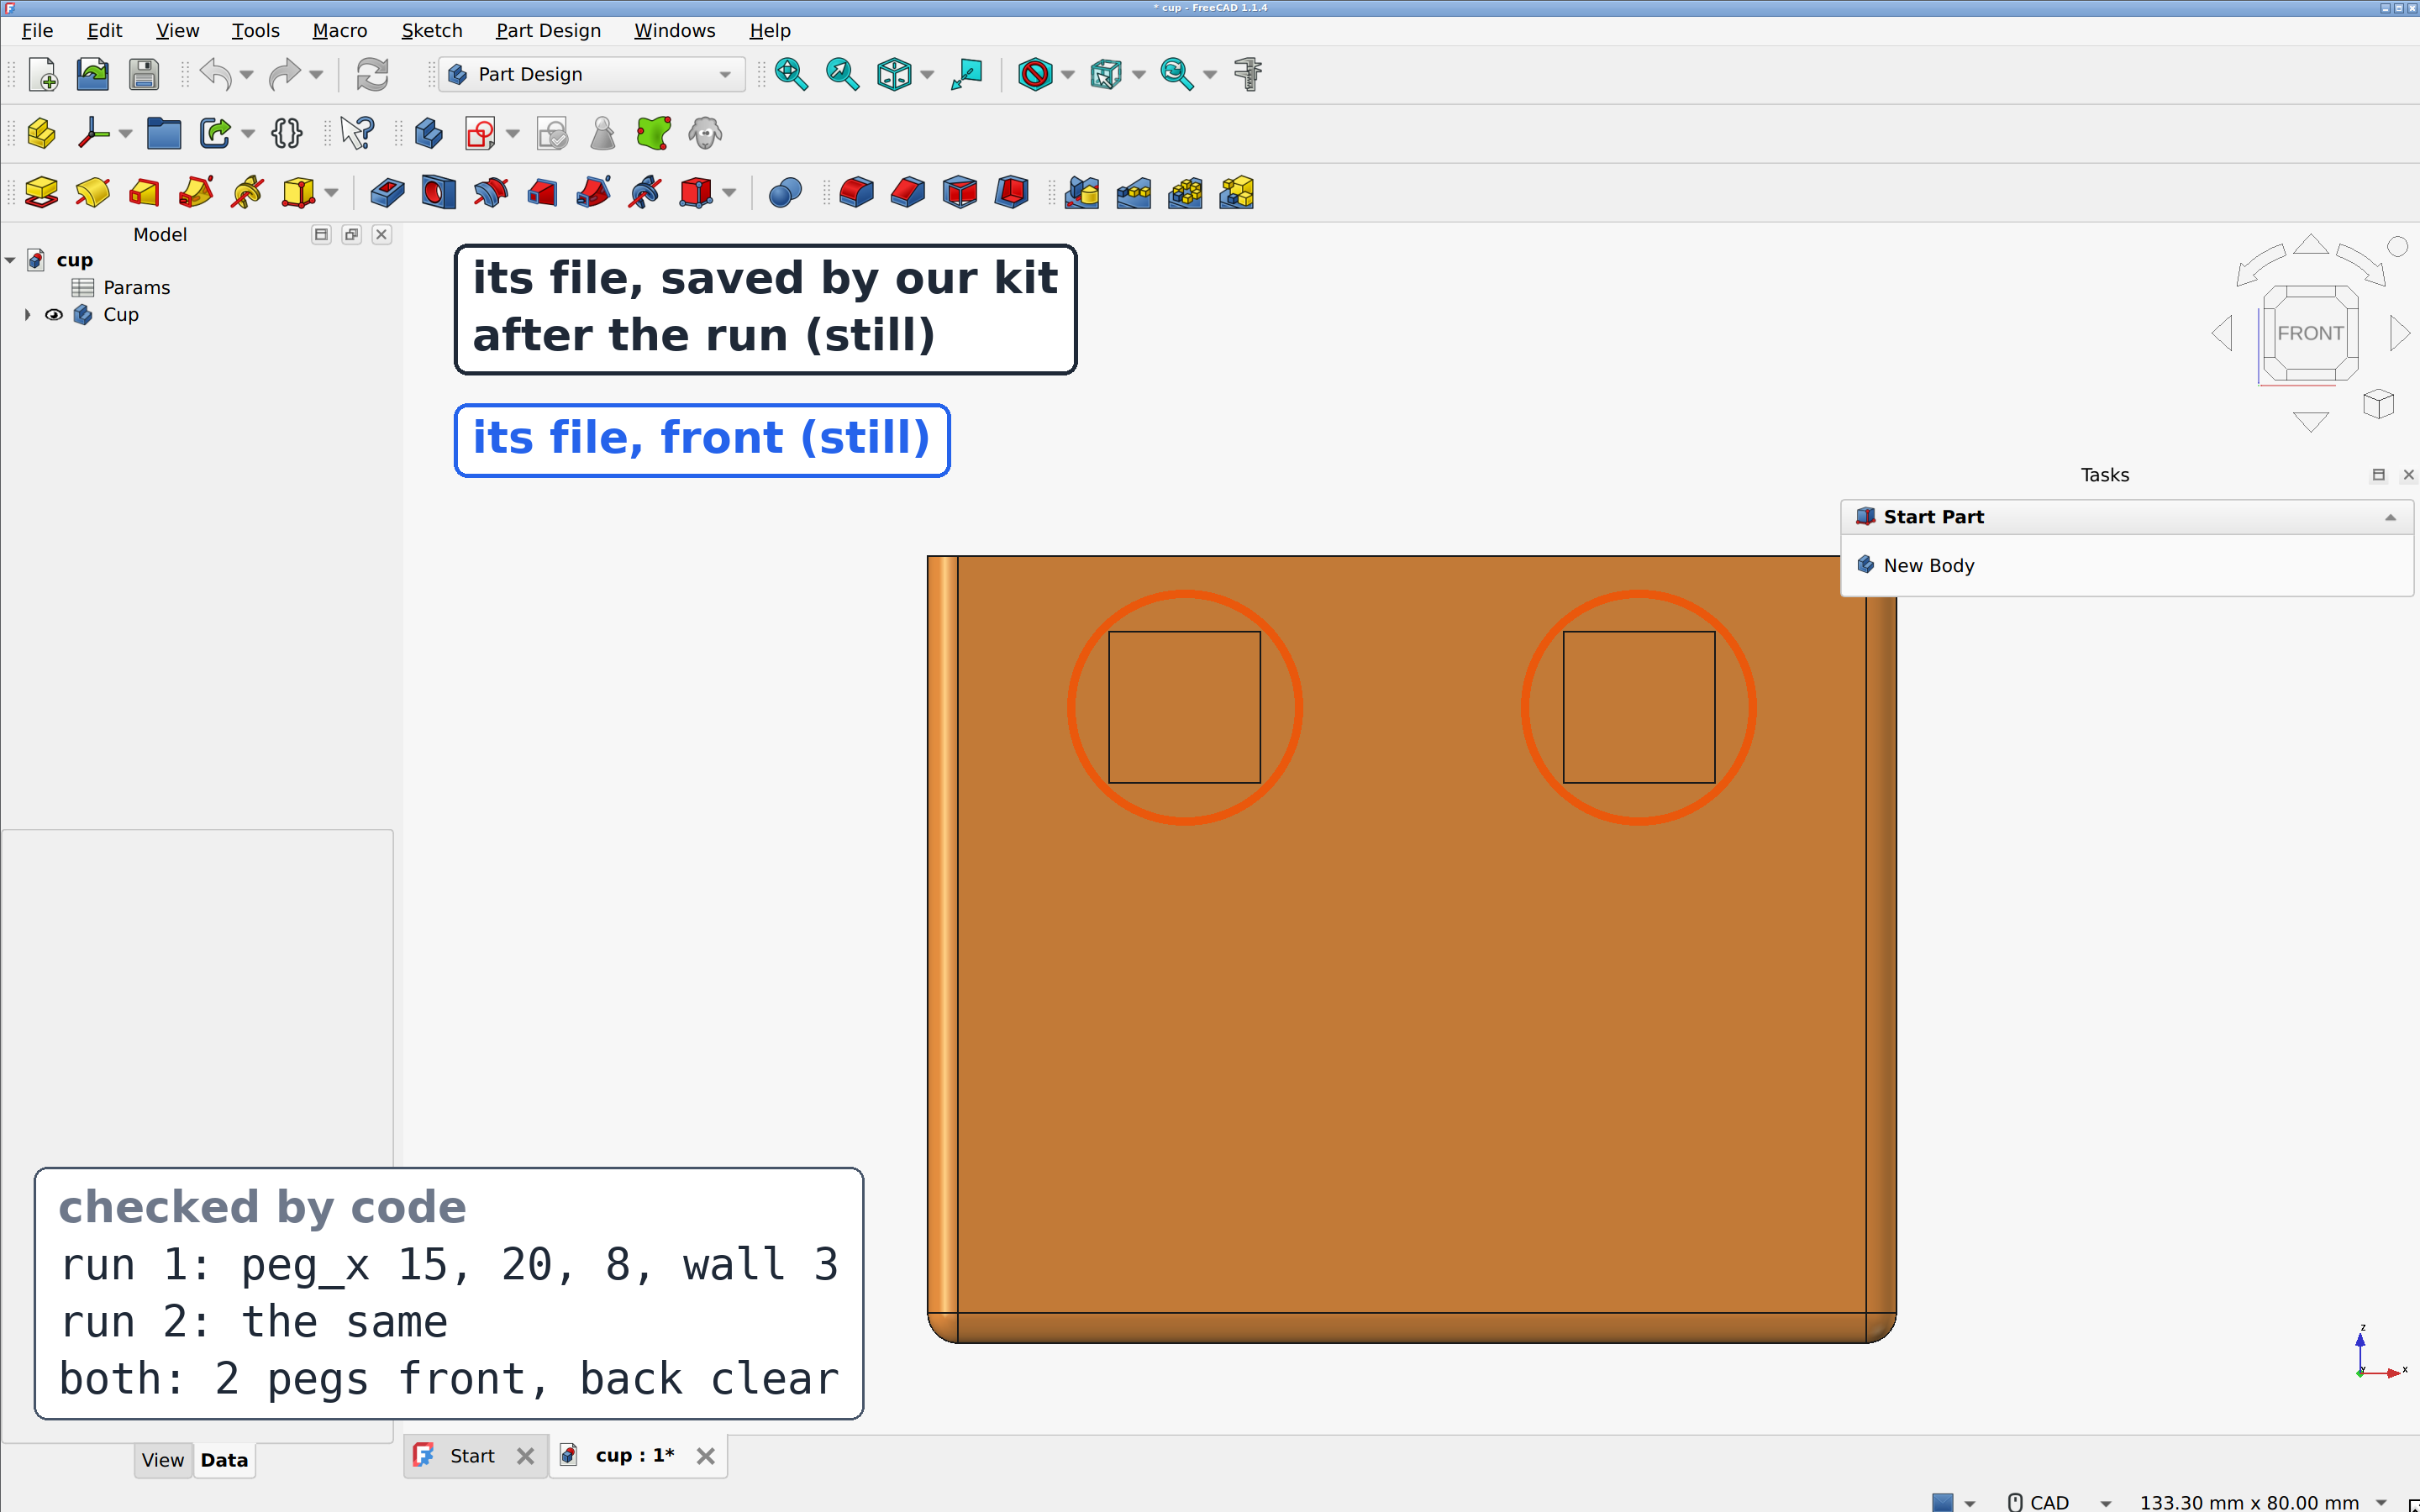 * cup - FreeCAD 1.1.4
File Edit View Tools Macro Sketch Part Design Windows Help
Part Design
Model
cup
Params
Cup
its file, saved by our kit
after the run (still)
its file, front (still)
FRONT
Tasks
Start Part
New Body
checked by code
run 1: peg_x 15, 20, 8, wall 3
run 2: the same
both: 2 pegs front, back clear
z
x
View Data
Start
cup : 1*
CAD
133.30 mm x 80.00 mm